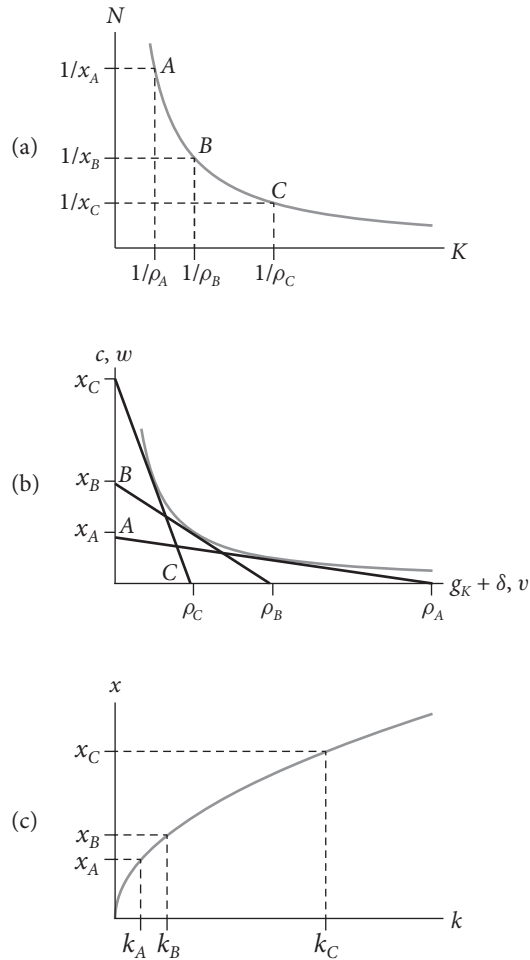 N
1/x_A
A
(a)
1/x_B
B
1/x_C
C
K
1/ρ_A 1/ρ_B 1/ρ_C
c, w
x_C
(b)
x_B
B
x_A
A
C
g_K + δ, v
ρ_C ρ_B ρ_A
x
x_C
(c)
x_B
x_A
k
k_A k_B k_C